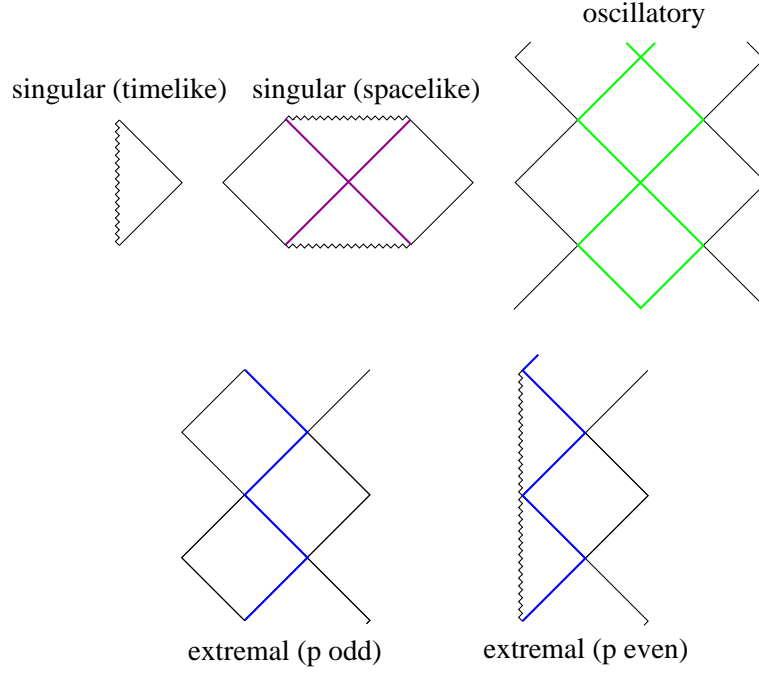 oscillatory
singular (timelike)
singular (spacelike)
extremal (p odd)
extremal (p even)